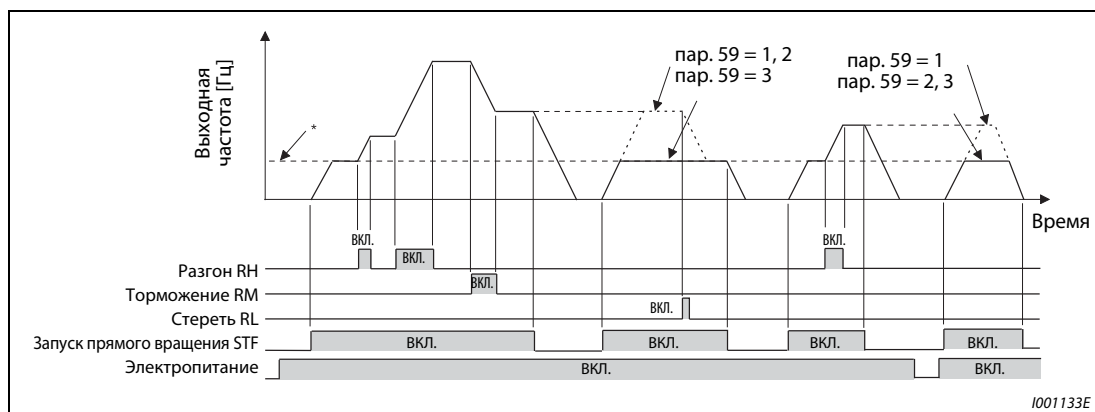 Выходная
частота [Гц]
*
пар. 59 = 1, 2
пар. 59 = 3
пар. 59 = 1
пар. 59 = 2, 3
Время
ВКЛ.
ВКЛ.
ВКЛ.
Разгон RH
ВКЛ.
Торможение RM
ВКЛ.
Стереть RL
Запуск прямого вращения STF
ВКЛ.
ВКЛ.
ВКЛ.
ВКЛ.
Электропитание
ВКЛ.
ВКЛ.
I001133E